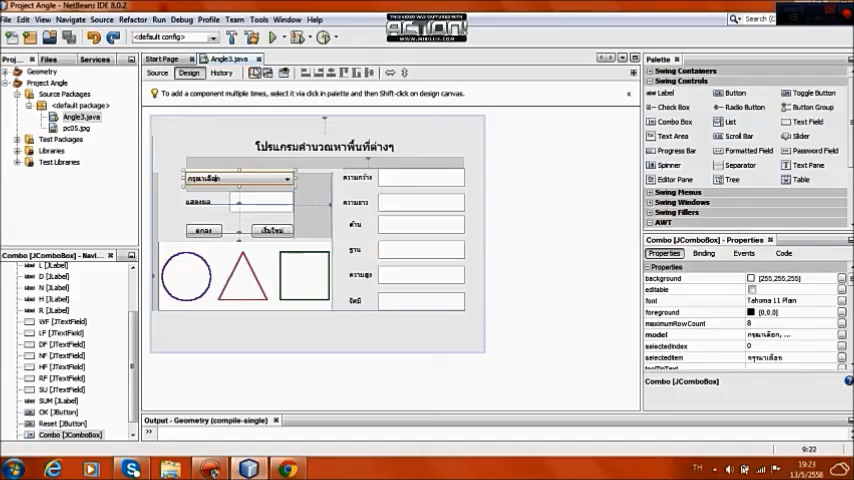 Project Angle - NetBeans IDE 8.0.2
THIS VIDEO WAS CAPTURED WITH
ACTION!
WWW.MIRILLIS.COM
File Edit View Navigate Source Refactor Run Debug Profile Team Tools Window Help
<default config>
Files Services
Start Page Angle3.java
Palette
Geometry
Project Angle
Source Packages
<default package>
Angle3.java
pc05.jpg
Test Packages
Libraries
Test Libraries
Source Design History
To add a component multiple times, select it via click in palette and then Shift-click on design canvas.
โปรแกรมคำนวณหาพื้นที่ต่างๆ
กรุณาเลือก
แสดงผล
ตกลง เริ่มใหม่
ความกว้าง
ความยาว
ด้าน
ฐาน
ความสูง
รัศมี
Swing Containers
Swing Controls
Label Button Toggle Button
Check Box Radio Button Button Group
Combo Box List Text Field
Text Area Scroll Bar Slider
Progress Bar Formatted Field Password Field
Spinner Separator Text Pane
Editor Pane Tree Table
Swing Menus
Swing Windows
Swing Fillers
AWT
Combo [JComboBox] - Properties
Properties Binding Events Code
Properties
background [255,255,255]
editable
font Tahoma 11 Plain
foreground [0,0,0]
maximumRowCount 8
model กรุณาเลือก, ...
selectedIndex 0
selectedItem กรุณาเลือก
Combo [JComboBox]
Combo [JComboBox] - Navi...
L [JLabel]
D [JLabel]
N [JLabel]
H [JLabel]
R [JLabel]
WF [JTextField]
LF [JTextField]
DF [JTextField]
NF [JTextField]
HF [JTextField]
RF [JTextField]
SU [JTextField]
SUM [JLabel]
OK [JButton]
Reset [JButton]
Combo [JComboBox]
Output - Geometry (compile-single)
9:22
TH
19:23
13/5/2558